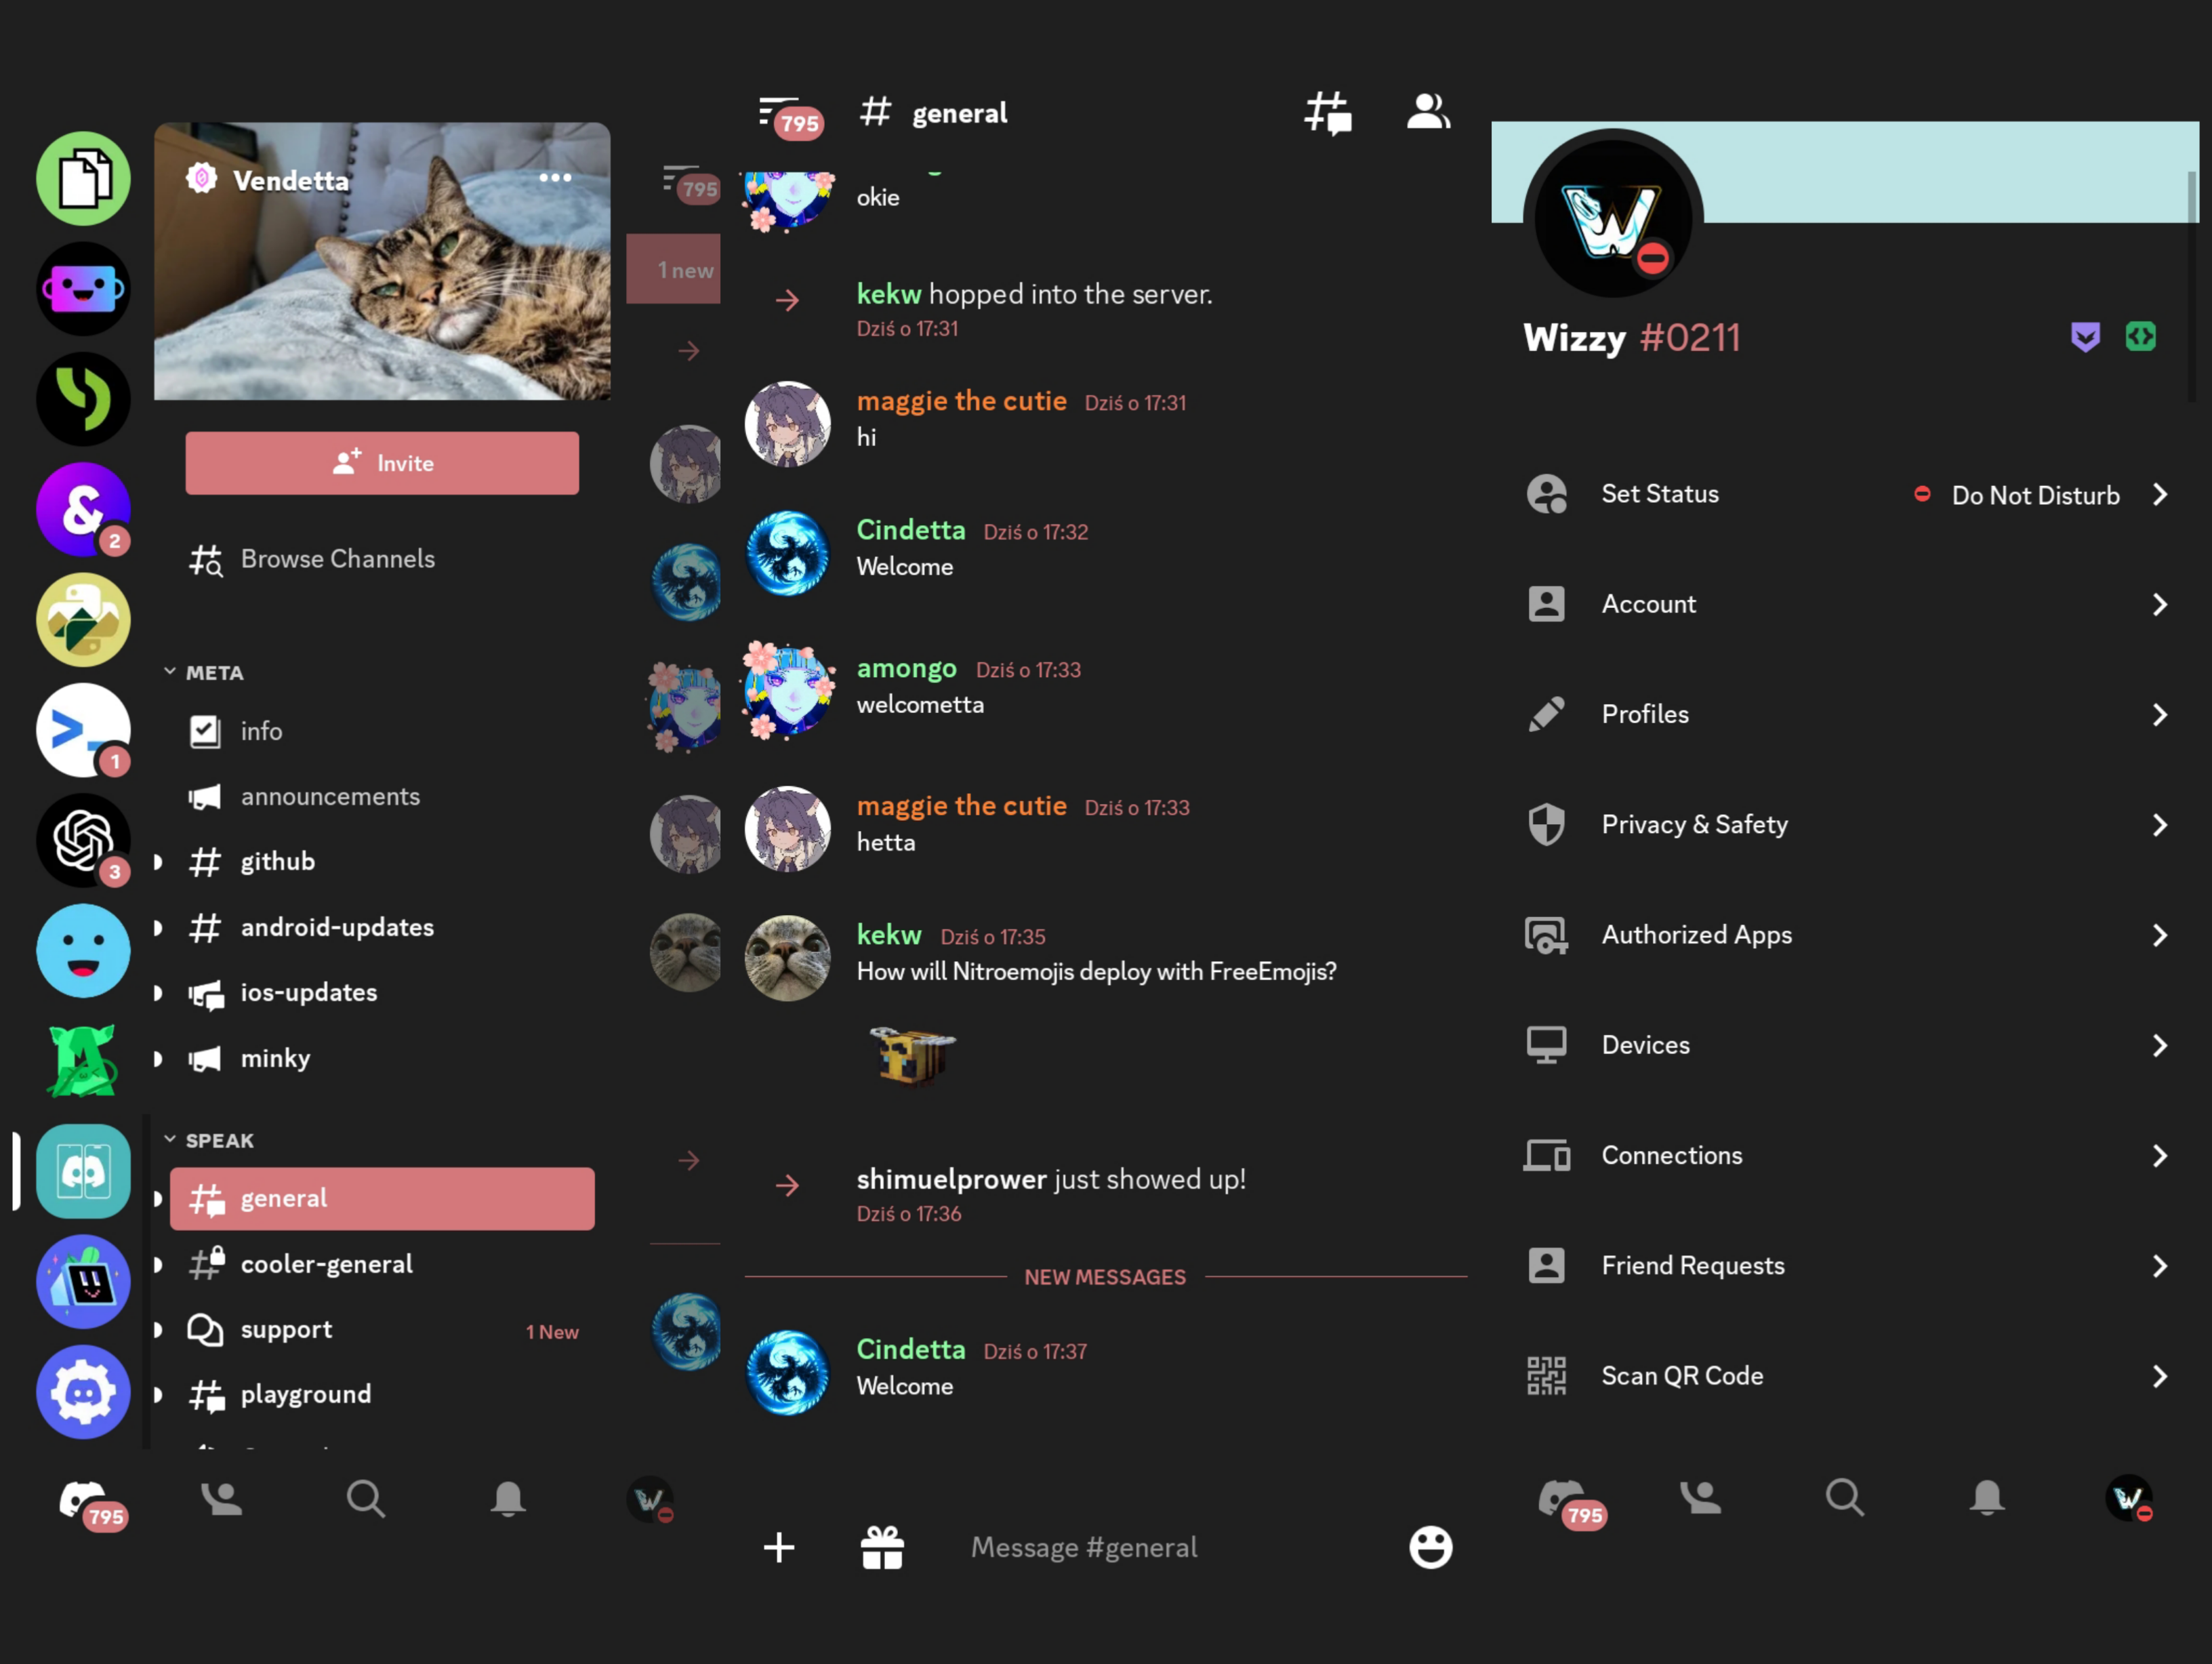 Vendetta
Invite
Browse Channels
META
info
announcements
github
android-updates
ios-updates
minky
SPEAK
general
cooler-general
support 1 New
playground
2
1
3
795
795
1 new
795
# general
okie
kekw hopped into the server.
Dziś o 17:31
maggie the cutie Dziś o 17:31
hi
Cindetta Dziś o 17:32
Welcome
amongo Dziś o 17:33
welcometta
maggie the cutie Dziś o 17:33
hetta
kekw Dziś o 17:35
How will Nitroemojis deploy with FreeEmojis?
shimuelprower just showed up!
Dziś o 17:36
NEW MESSAGES
Cindetta Dziś o 17:37
Welcome
Message #general
Wizzy #0211
Set Status Do Not Disturb
Account
Profiles
Privacy & Safety
Authorized Apps
Devices
Connections
Friend Requests
Scan QR Code
795